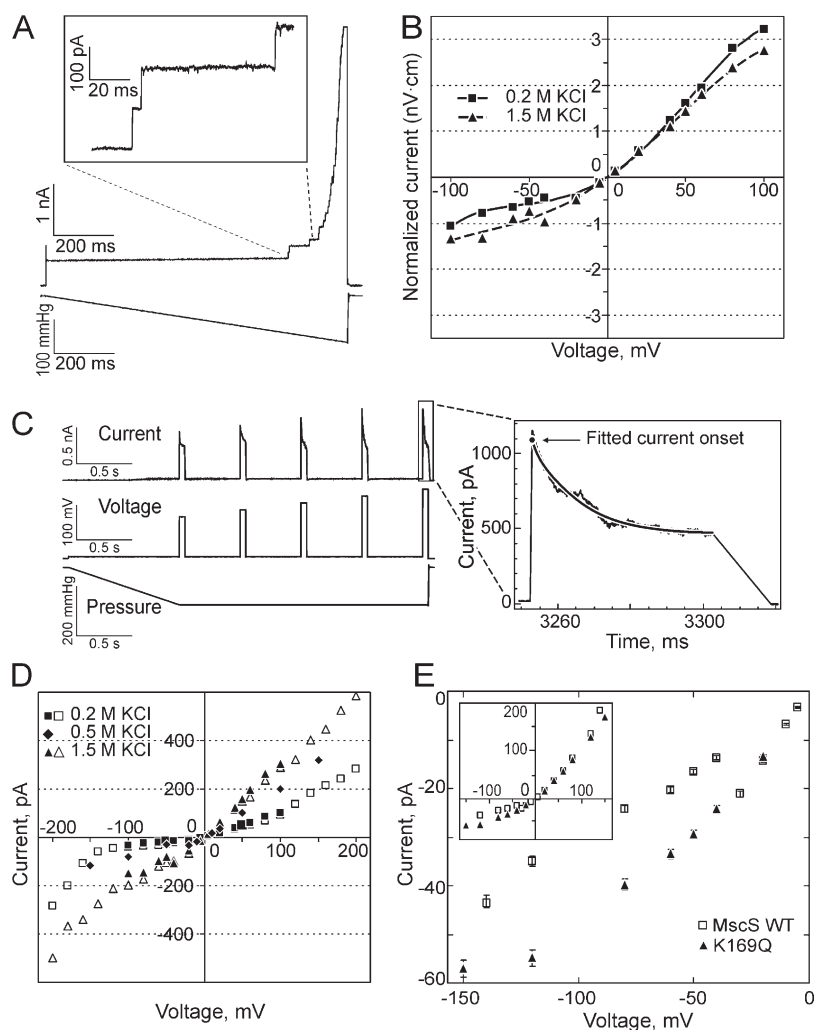 A
100 pA
20 ms
1 nA
200 ms
100 mmHg
200 ms
B
Normalized current (nV·cm)
0.2 M KCl
1.5 M KCl
3
2
1
0
-100
-50
0
50
100
-1
-2
-3
Voltage, mV
C
Current
0.5 nA
0.5 s
Voltage
100 mV
0.5 s
Pressure
200 mmHg
0.5 s
Fitted current onset
Current, pA
1000
500
0
3260
3300
Time, ms
D
0.2 M KCl
0.5 M KCl
1.5 M KCl
Current, pA
400
200
0
-200
-100
0
100
200
-200
-400
Voltage, mV
E
Current, pA
0
-20
-40
-60
200
100
0
-100
0
100
MscS WT
K169Q
-150
-100
-50
0
Voltage, mV